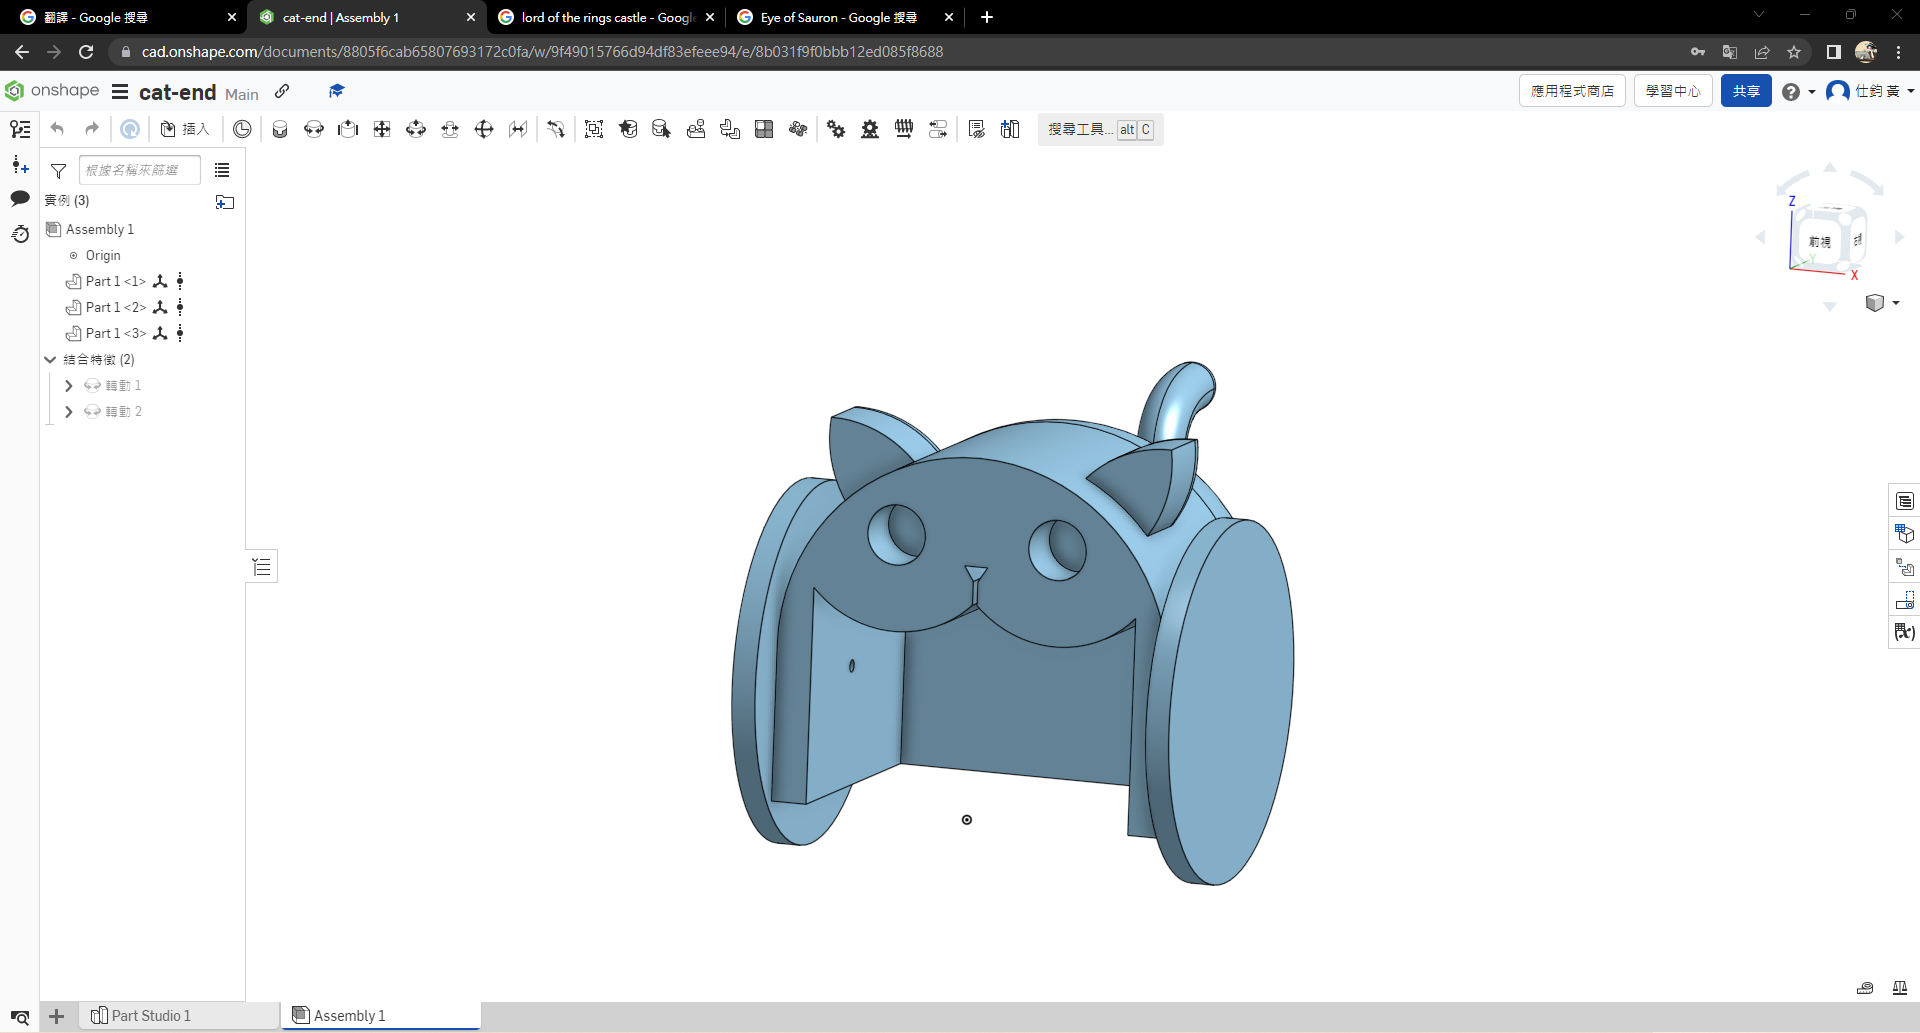 翻譯 - Google 搜尋
cat-end | Assembly 1
lord of the rings castle - Googl
Eye of Sauron - Google 搜尋
cad.onshape.com/documents/8805f6cab65807693172c0fa/w/9f49015766d94df83efeee94/e/8b031f9f0bbb12ed085f8688
onshape
cat-end Main
應用程式商店
學習中心
共享
仕鈞 黃
插入
搜尋工具... alt C
根據名稱來篩選
實例 (3)
Assembly 1
Origin
Part 1 <1>
Part 1 <2>
Part 1 <3>
結合特徵 (2)
轉動 1
轉動 2
Z
前視
Y
X
(x)
Part Studio 1
Assembly 1